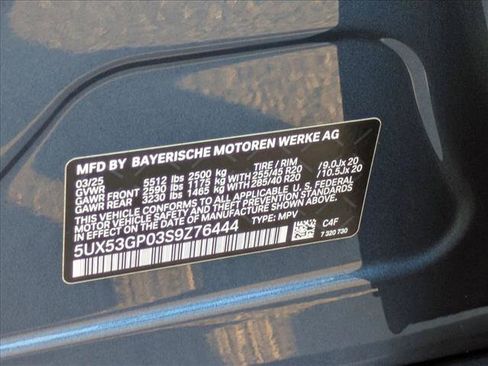 MFD BY BAYERISCHE MOTOREN WERKE AG
03/25 TIRE / RIM
GVWR 5512 lbs 2500 kg
GAWR FRONT 2590 lbs 1175 kg WITH 255/45 R20 /9.0Jx 20
GAWR REAR 3230 lbs 1465 kg WITH 285/40 R20 /10.5Jx 20
THIS VEHICLE CONFORMS TO ALL APPLICABLE U.S. FEDERAL
MOTOR VEHICLE SAFETY AND THEFT PREVENTION STANDARDS
IN EFFECT ON THE DATE OF MANUFACTURE SHOWN ABOVE.
5UX53GP03S9Z76444 TYPE: MPV
C4F
7 320 730